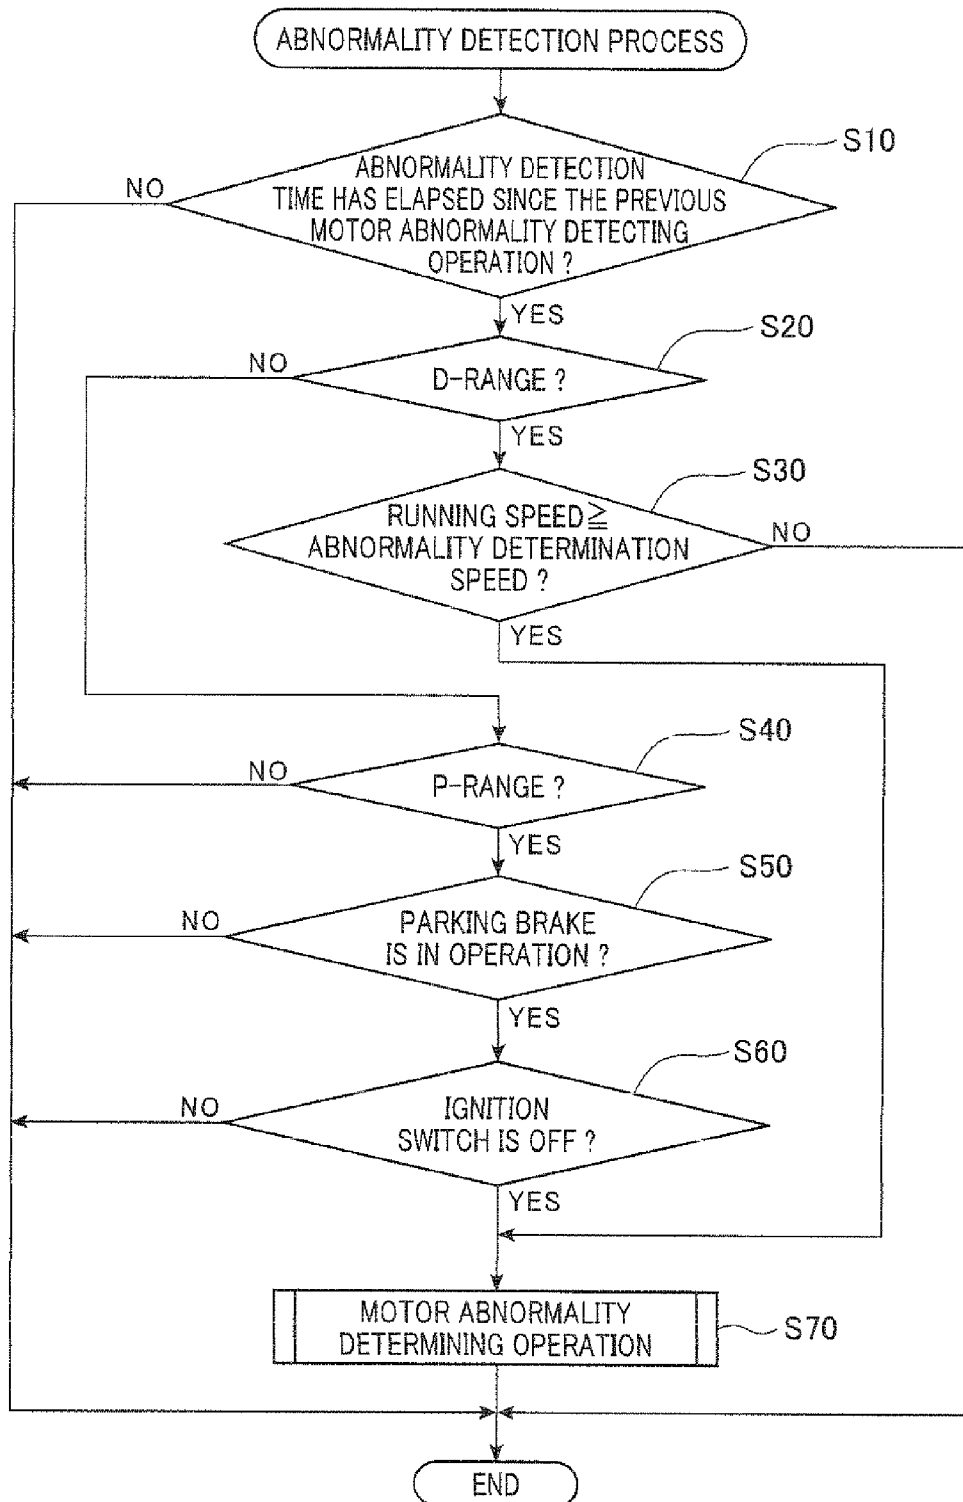 ABNORMALITY DETECTION PROCESS
S10
ABNORMALITY DETECTION
TIME HAS ELAPSED SINCE THE PREVIOUS
MOTOR ABNORMALITY DETECTING
OPERATION ?
NO
YES
S20
NO
D-RANGE ?
YES
S30
RUNNING SPEED≧
ABNORMALITY DETERMINATION
SPEED ?
NO
YES
S40
NO
P-RANGE ?
YES
S50
NO
PARKING BRAKE
IS IN OPERATION ?
YES
S60
NO
IGNITION
SWITCH IS OFF ?
YES
MOTOR ABNORMALITY
DETERMINING OPERATION
S70
END